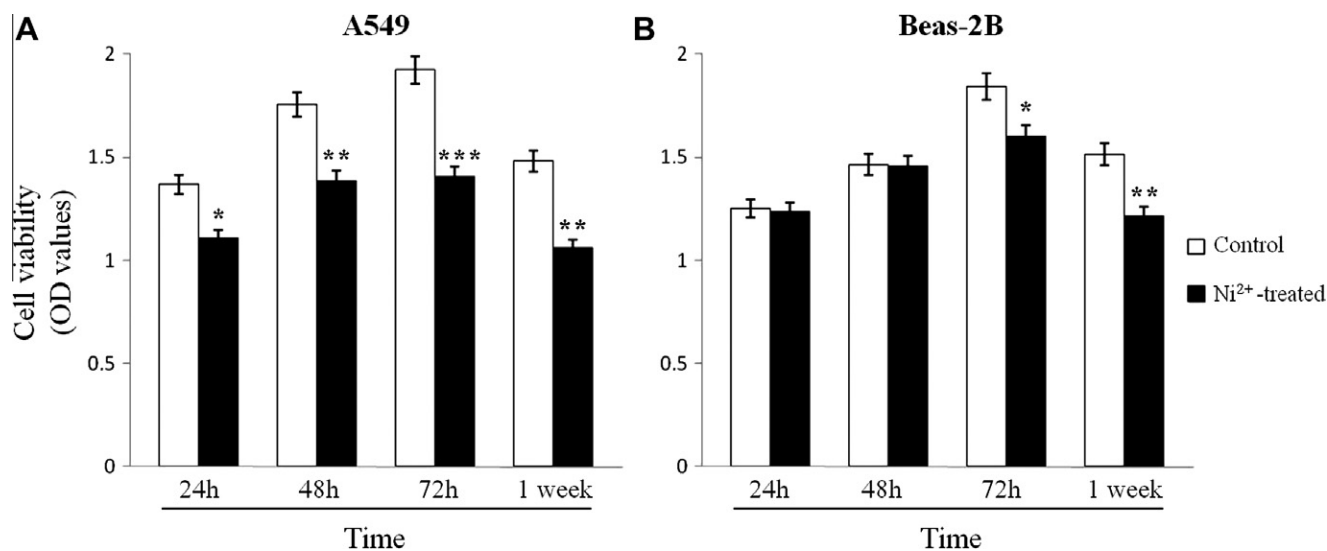 A
A549
2
1.5
1
0.5
0
Cell viability
(OD values)
*
**
***
**
24h 48h 72h 1 week
Time
B
Beas-2B
2
1.5
1
0.5
0
*
**
24h 48h 72h 1 week
Time
Control
Ni²⁺-treated